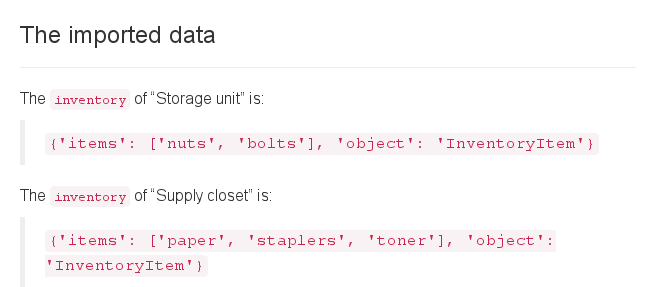 The imported data
The inventory of “Storage unit” is:
{'items': ['nuts', 'bolts'], 'object': 'InventoryItem'}
The inventory of “Supply closet” is:
{'items': ['paper', 'staplers', 'toner'], 'object':
'InventoryItem'}